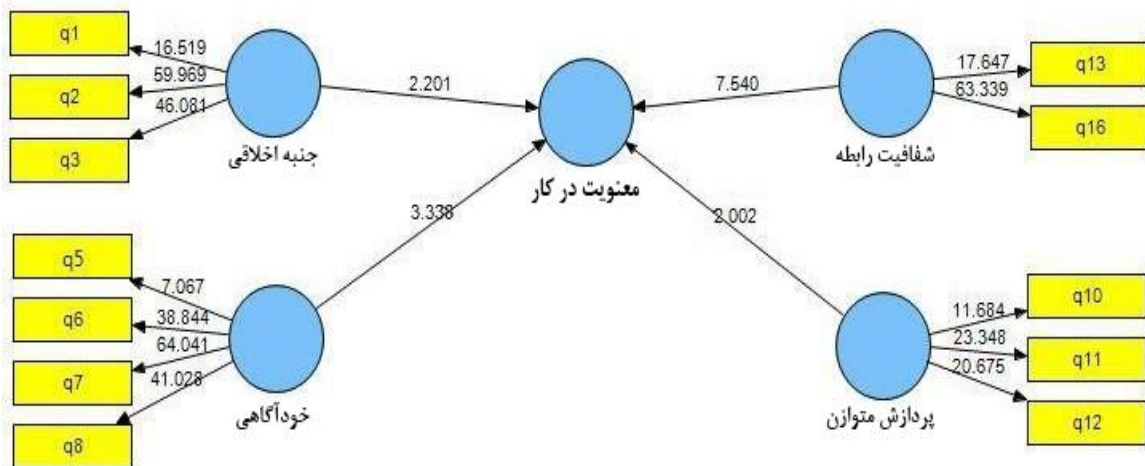 q1
16.519
59.969
q2
46.081
q3
جنبه اخلاقی
2.201
معنویت در کار
7.540
شفافیت رابطه
17.647
q13
63.339
q16
3.338
2.002
q5
7.067
q6
38.844
64.041
q7
41.028
q8
خودآگاهی
پردازش متوازن
q10
11.684
23.348
q11
20.675
q12